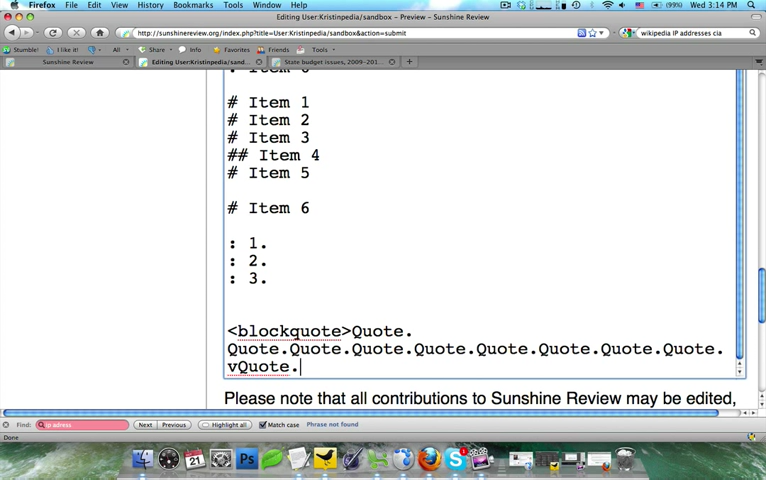 Firefox File Edit View History Bookmarks Tools Window Help (99%) Wed 3:14 PM
Editing User:Kristinpedia/sandbox - Preview - Sunshine Review
http://sunshinereview.org/index.php?title=User:Kristinpedia/sandbox&action=submit wikipedia IP addresses cia
Stumble! I like it! All Share Info Favorites Friends Tools
Sunshine Review Editing User:Kristinpedia/sand... State budget issues, 2009-201...
# Item 1
# Item 2
# Item 3
## Item 4
# Item 5
# Item 6
: 1.
: 2.
: 3.
<blockquote>Quote.
Quote.Quote.Quote.Quote.Quote.Quote.Quote.Quote.
vQuote.
Please note that all contributions to Sunshine Review may be edited,
Find: ip adress Next Previous Highlight all Match case Phrase not found
Done
21
Ps